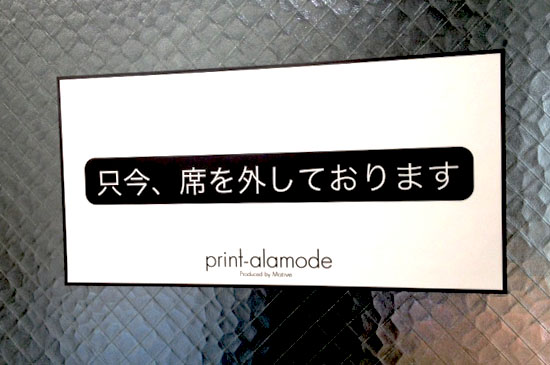 只今、席を外しております
print-alamode
Produced by Motive